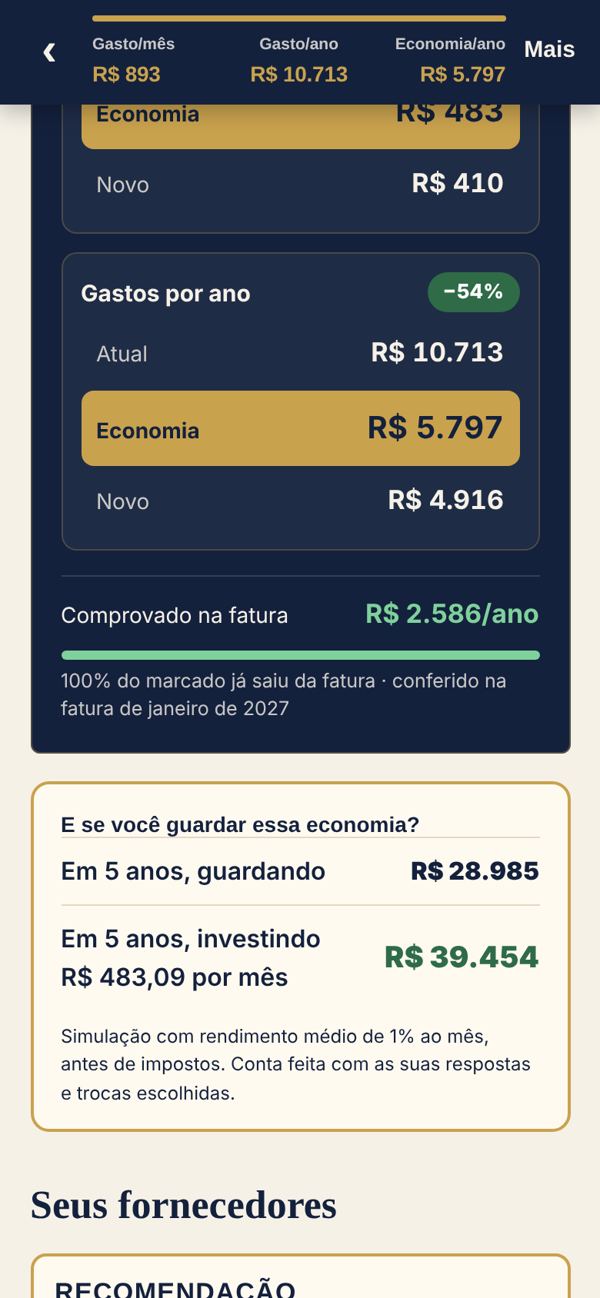 ‹
Gasto/mês Gasto/ano Economia/ano Mais
R$ 893 R$ 10.713 R$ 5.797
Economia R$ 483
Novo R$ 410
Gastos por ano −54%
Atual R$ 10.713
Economia R$ 5.797
Novo R$ 4.916
Comprovado na fatura R$ 2.586/ano
100% do marcado já saiu da fatura · conferido na
fatura de janeiro de 2027
E se você guardar essa economia?
Em 5 anos, guardando R$ 28.985
Em 5 anos, investindo
R$ 483,09 por mês R$ 39.454
Simulação com rendimento médio de 1% ao mês,
antes de impostos. Conta feita com as suas respostas
e trocas escolhidas.
Seus fornecedores
RECOMENDAÇÃO